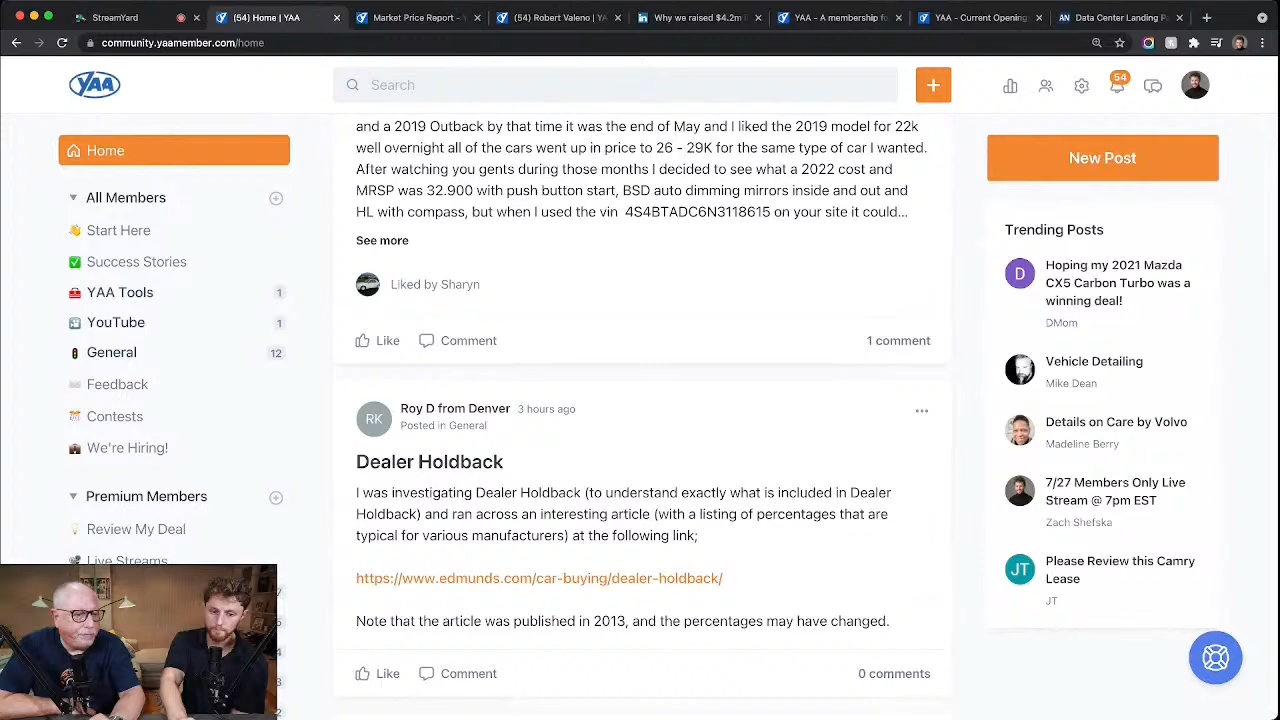 StreamYard
(54) Home | YAA
Market Price Report -
(54) Robert Valeno | YA
Why we raised $4.2m i
YAA - A membership fo
YAA - Current Opening
Data Center Landing Pa
community.yaamember.com/home
YAA
Search
54
Home
All Members
Start Here
Success Stories
YAA Tools 1
YouTube 1
General 12
Feedback
Contests
We're Hiring!
Premium Members
Review My Deal
Live Streams
and a 2019 Outback by that time it was the end of May and I liked the 2019 model for 22k
well overnight all of the cars went up in price to 26 - 29K for the same type of car I wanted.
After watching you gents during those months I decided to see what a 2022 cost and
MRSP was 32.900 with push button start, BSD auto dimming mirrors inside and out and
HL with compass, but when I used the vin 4S4BTADC6N3118615 on your site it could...
See more
Liked by Sharyn
Like Comment 1 comment
RK
Roy D from Denver 3 hours ago
Posted in General
Dealer Holdback
I was investigating Dealer Holdback (to understand exactly what is included in Dealer
Holdback) and ran across an interesting article (with a listing of percentages that are
typical for various manufacturers) at the following link;
https://www.edmunds.com/car-buying/dealer-holdback/
Note that the article was published in 2013, and the percentages may have changed.
Like Comment 0 comments
New Post
Trending Posts
D
Hoping my 2021 Mazda
CX5 Carbon Turbo was a
winning deal!
DMom
Vehicle Detailing
Mike Dean
Details on Care by Volvo
Madeline Berry
7/27 Members Only Live
Stream @ 7pm EST
Zach Shefska
JT
Please Review this Camry
Lease
JT